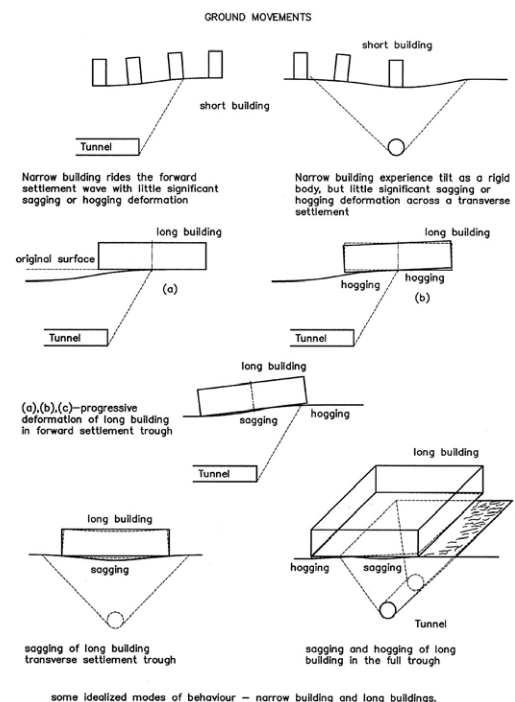 GROUND MOVEMENTS
short building
short building
Tunnel
Narrow building rides the forward
settlement wave with little significant
sagging or hogging deformation
Narrow building experience tilt as a rigid
body, but little significant sagging or
hogging deformation across a transverse
settlement
long building
original surface
(a)
Tunnel
long building
hogging
hogging
(b)
Tunnel
long building
(a),(b),(c)—progressive
deformation of long building
in forward settlement trough
sagging
hogging
Tunnel
long building
sagging
sagging of long building
transverse settlement trough
long building
hogging
sagging
Tunnel
sagging and hogging of long
building in the full trough
some idealized modes of behaviour — narrow building and long buildings.